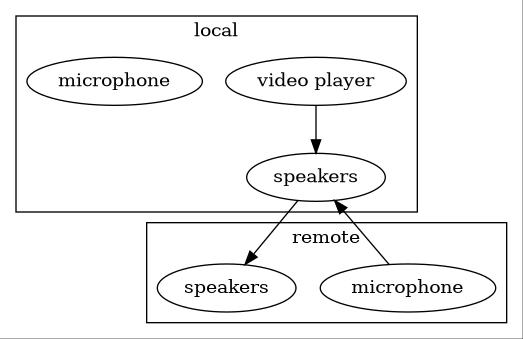 local
microphone
video player
speakers
remote
speakers
microphone